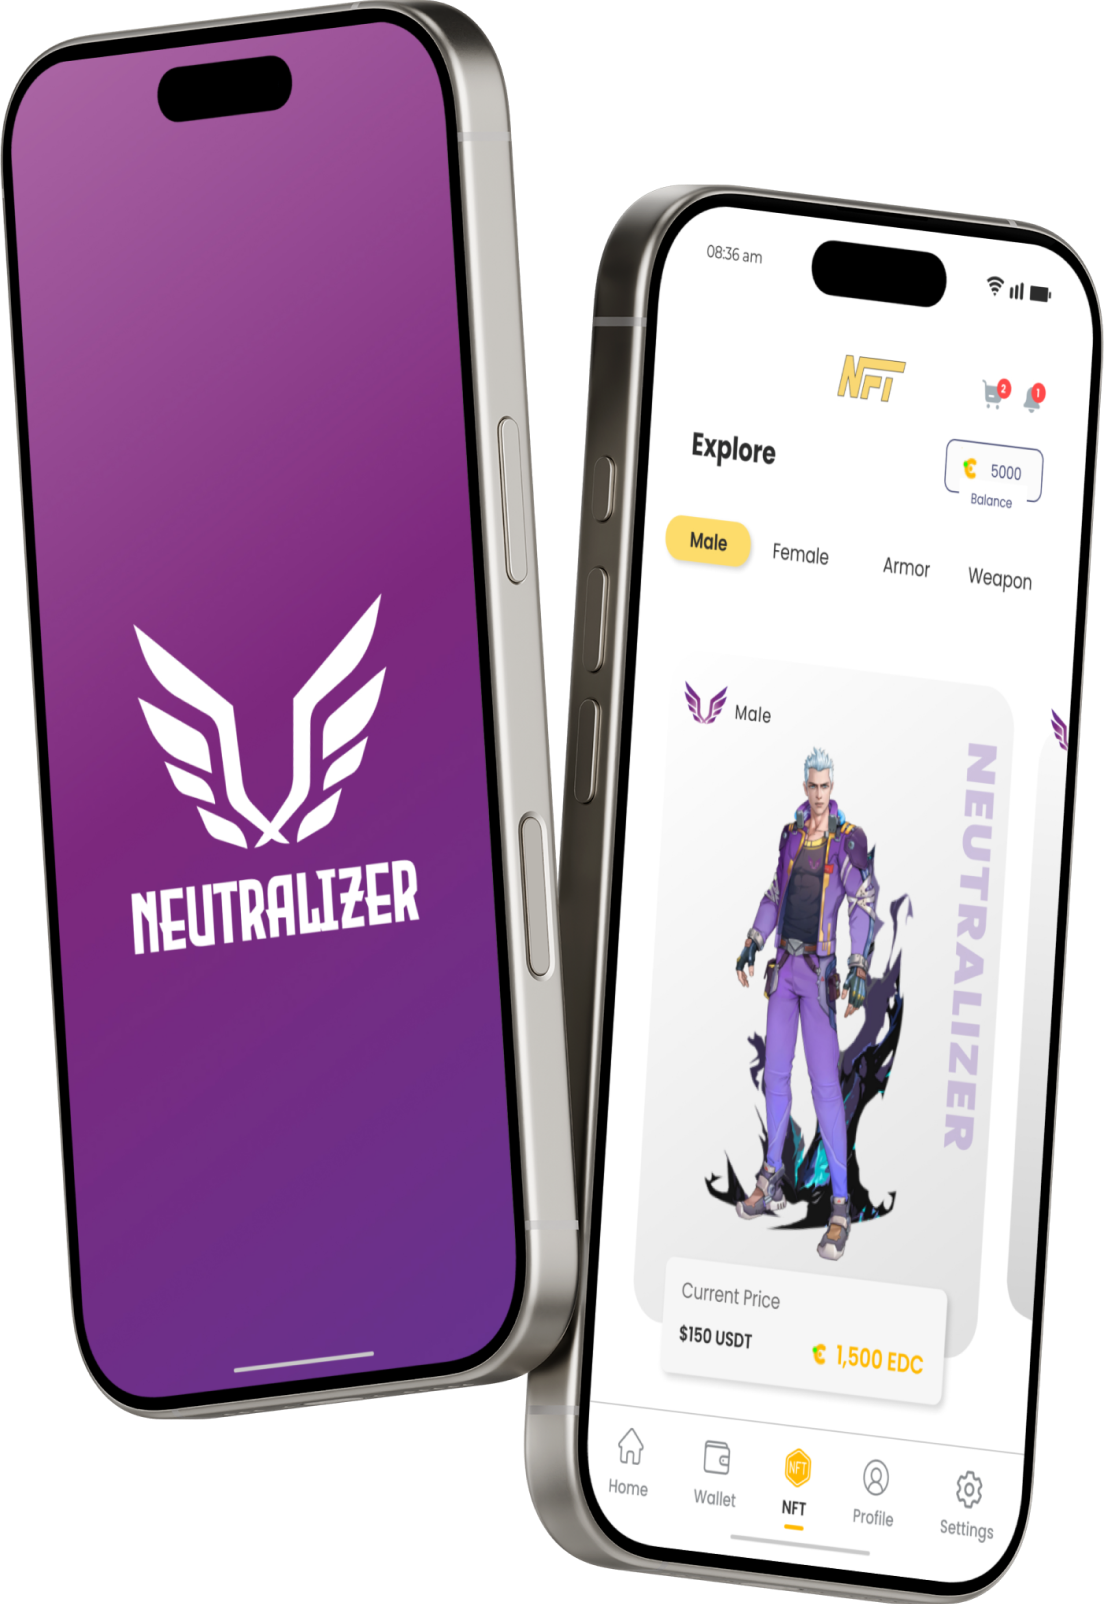 NEUTRALIZER
08:36 am
NFT
2
1
Explore
5000
Balance
Male
Female
Armor
Weapon
Male
NEUTRALIZER
Current Price
$150 USDT
1,500 EDC
NFT
Home
Wallet
NFT
Profile
Settings